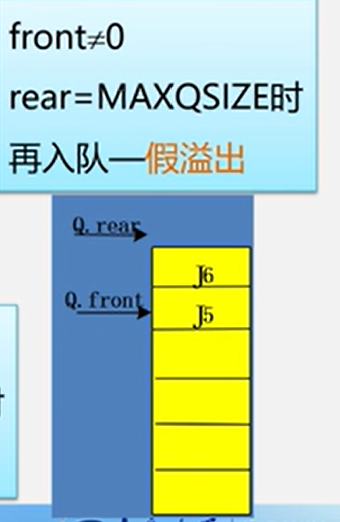 front≠0
rear=MAXQSIZE时
再入队—假溢出
Q.rear
J6
Q.front
J5